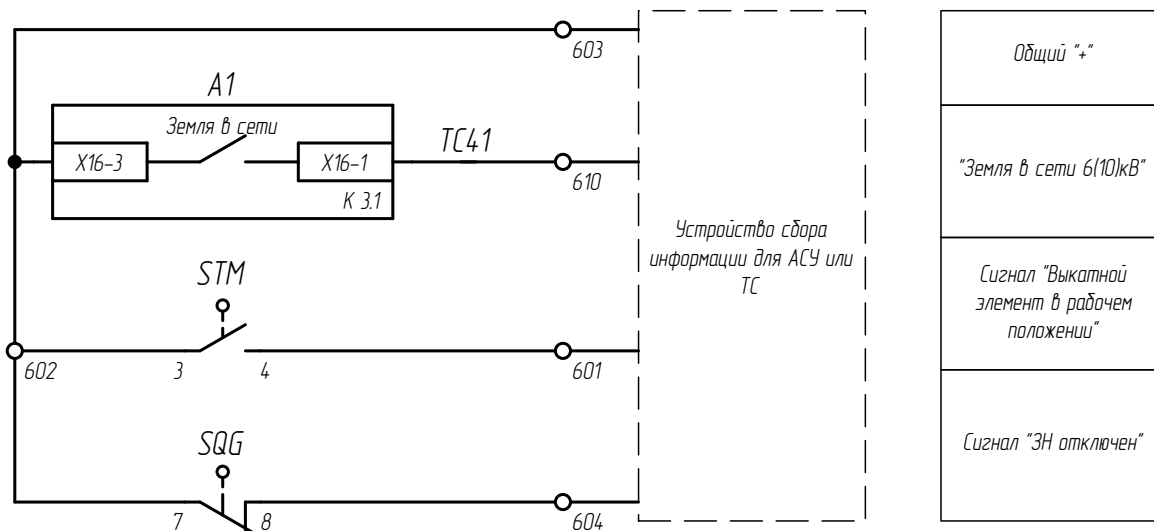 603
Общий "+"
А1
Земля в сети
X16-3
X16-1
К 3.1
ТС41
610
"Земля в сети 6(10)кВ"
Устройство сбора
информации для АСУ или
ТС
STM
602
3
4
601
Сигнал "Выкатной
элемент в рабочем
положении"
SQG
7
8
604
Сигнал "ЗН отключен"